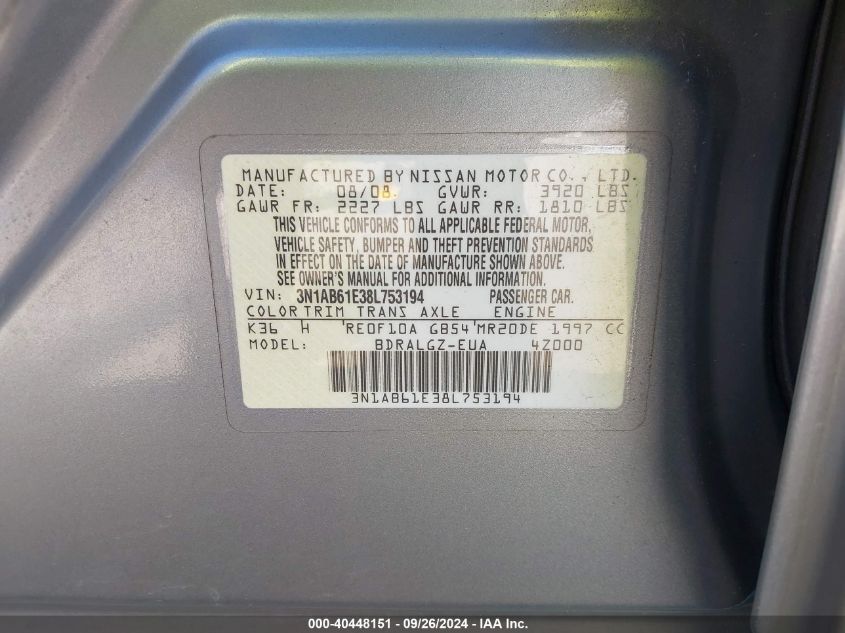 MANUFACTURED BY NISSAN MOTOR CO., LTD.
DATE: 08/08. GVWR: 3920 LBS
GAWR FR: 2227 LBS GAWR RR: 1810 LBS
THIS VEHICLE CONFORMS TO ALL APPLICABLE FEDERAL MOTOR,
VEHICLE SAFETY, BUMPER AND THEFT PREVENTION STANDARDS
IN EFFECT ON THE DATE OF MANUFACTURE SHOWN ABOVE.
SEE OWNER'S MANUAL FOR ADDITIONAL INFORMATION.
VIN: 3N1AB61E38L753194 PASSENGER CAR.
COLOR TRIM TRANS AXLE ENGINE
K36 H RE0F10A GB54 MR20DE 1997 CC
MODEL: BDRALGZ-EUA 4Z000
3N1AB61E38L753194
000-40448151 // 09/26/2024 // IAA Inc.